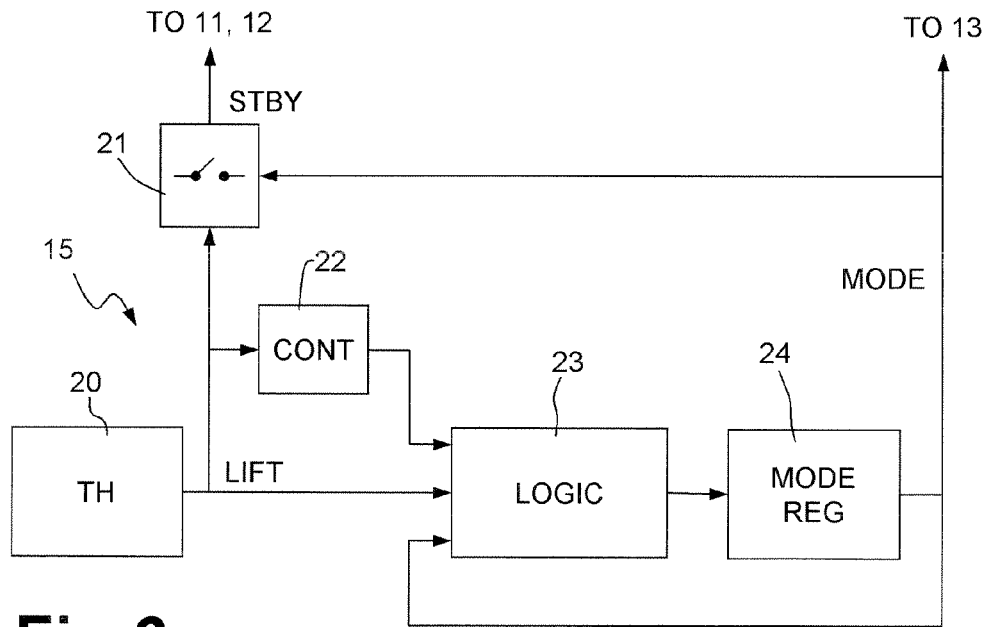 TO 11, 12
TO 13
STBY
21
15
22
MODE
CONT
20
23
24
TH
LIFT
LOGIC
MODE
REG